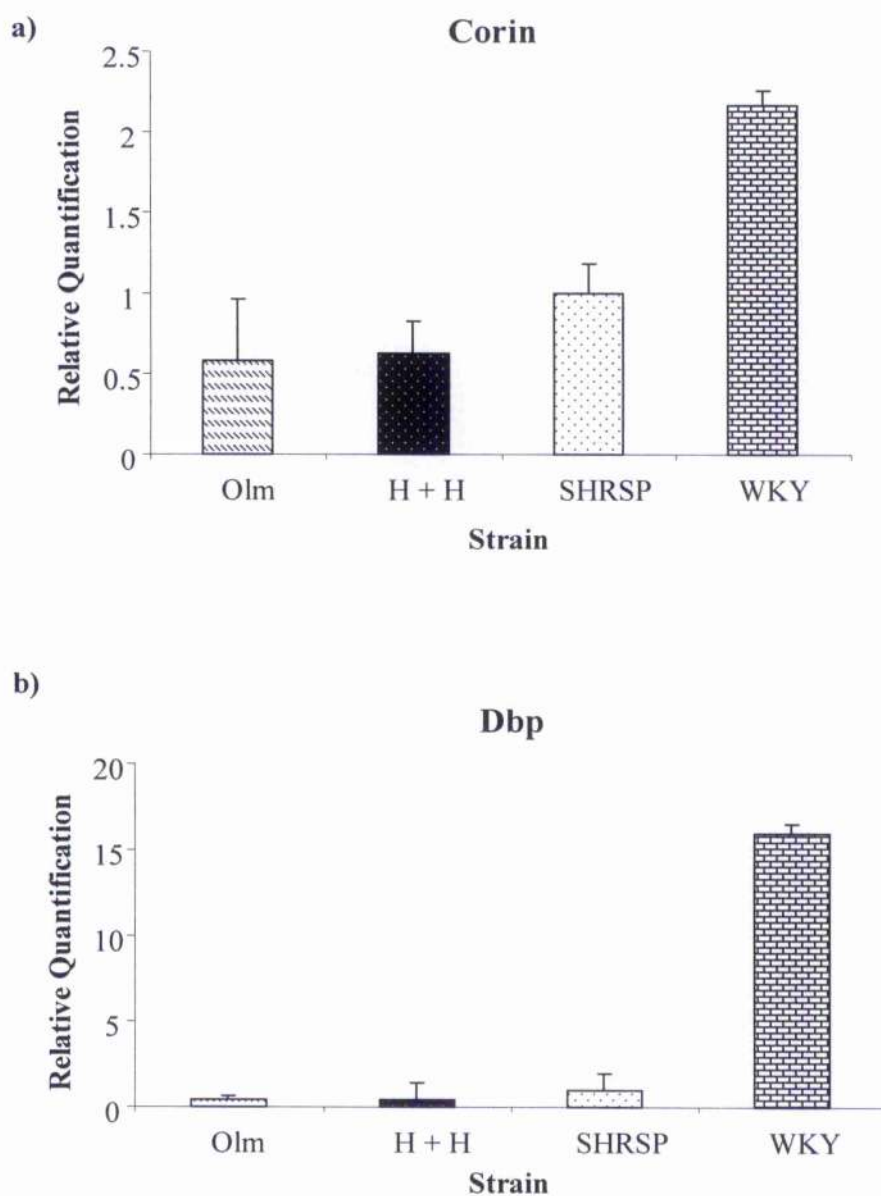 a)
Corin
2.5
2
1.5
1
0.5
0
Relative Quantification
Olm H + H SHRSP WKY
Strain
b)
Dbp
20
15
10
5
0
Relative Quantification
Olm H + H SHRSP WKY
Strain